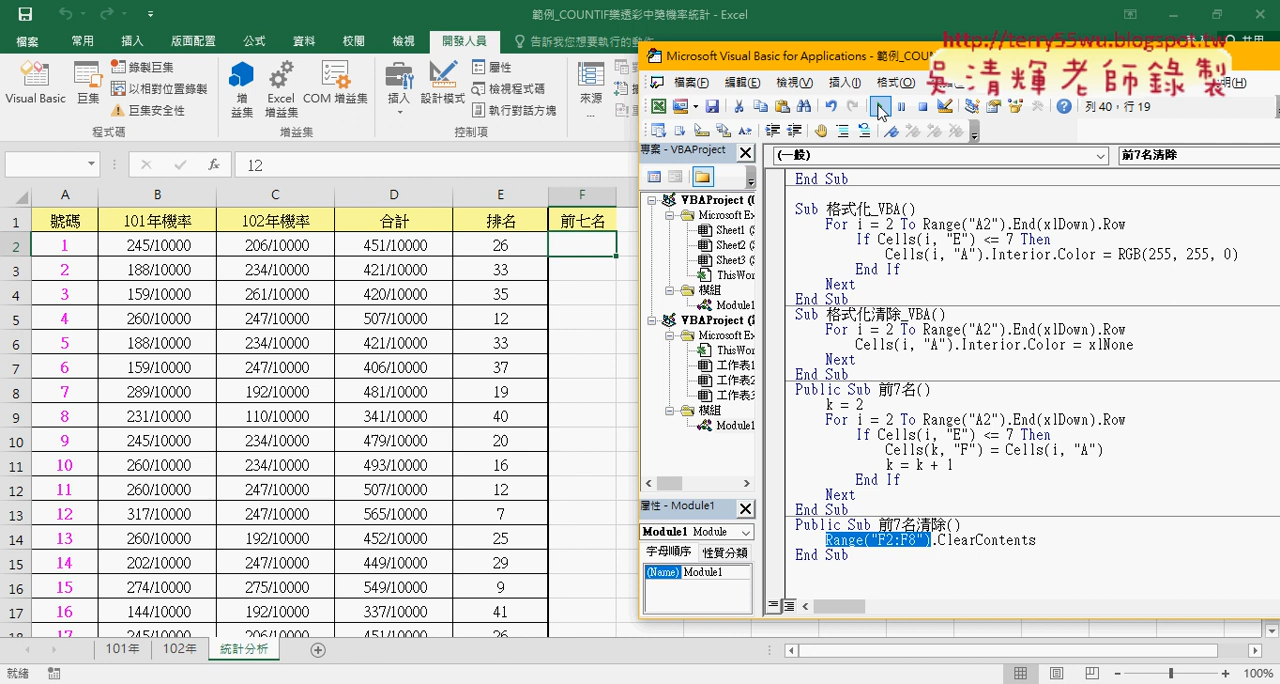 範例_COUNTIF樂透彩中獎機率統計 - Excel
檔案 常用 插入 版面配置 公式 資料 校閱 檢視 開發人員 告訴我您想要執行的動作
http://terry55wu.blogspot.tw
吳清輝老師錄製
Visual Basic 巨集 錄製巨集 以相對位置錄製 巨集安全性 程式碼
增益集 Excel 增益集 COM 增益集 增益集
插入 設計模式 屬性 檢視程式碼 執行對話方塊 控制項
來源
12
A B C D E F
號碼 101年機率 102年機率 合計 排名 前七名
1 245/10000 206/10000 451/10000 26
2 188/10000 234/10000 421/10000 33
3 159/10000 261/10000 420/10000 35
4 260/10000 247/10000 507/10000 12
5 188/10000 234/10000 421/10000 33
6 159/10000 247/10000 406/10000 37
7 289/10000 192/10000 481/10000 19
8 231/10000 110/10000 341/10000 40
9 245/10000 234/10000 479/10000 20
10 260/10000 234/10000 493/10000 16
11 260/10000 247/10000 507/10000 12
12 317/10000 247/10000 565/10000 7
13 260/10000 192/10000 452/10000 25
14 202/10000 247/10000 449/10000 29
15 274/10000 275/10000 549/10000 9
16 144/10000 192/10000 337/10000 41
17 245/10000 206/10000 451/10000 26
101年 102年 統計分析
就緒
100%
Microsoft Visual Basic for Applications - 範例_COUN
檔案(F) 編輯(E) 檢視(V) 插入(I) 格式(O)
列 40，行 19
專案 - VBAProject
VBAProject
Microsoft Ex
Sheet1
Sheet2
Sheet3
ThisWor
模組
Module1
VBAProject
Microsoft Ex
ThisWor
工作表1
工作表2
工作表3
模組
Module1
屬性 - Module1
Module1 Module
字母順序 性質分類
(Name) Module1
(一般) 前7名清除
End Sub
Sub 格式化_VBA()
For i = 2 To Range("A2").End(xlDown).Row
If Cells(i, "E") <= 7 Then
Cells(i, "A").Interior.Color = RGB(255, 255, 0)
End If
Next
End Sub
Sub 格式化清除_VBA()
For i = 2 To Range("A2").End(xlDown).Row
Cells(i, "A").Interior.Color = xlNone
Next
End Sub
Public Sub 前7名()
k = 2
For i = 2 To Range("A2").End(xlDown).Row
If Cells(i, "E") <= 7 Then
Cells(k, "F") = Cells(i, "A")
k = k + 1
End If
Next
End Sub
Public Sub 前7名清除()
Range("F2:F8").ClearContents
End Sub